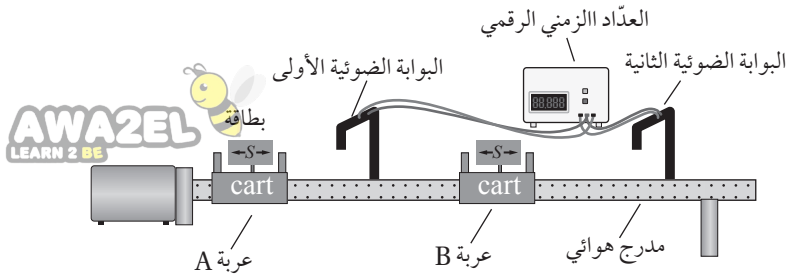 العدّاد االزمني الرقمي
البوابة الضوئية الثانية
البوابة الضوئية الأولى
AWA2EL
LEARN 2 BE
بطاقة
S
S
88.888
cart
cart
عربة A
عربة B
مدرج هوائي